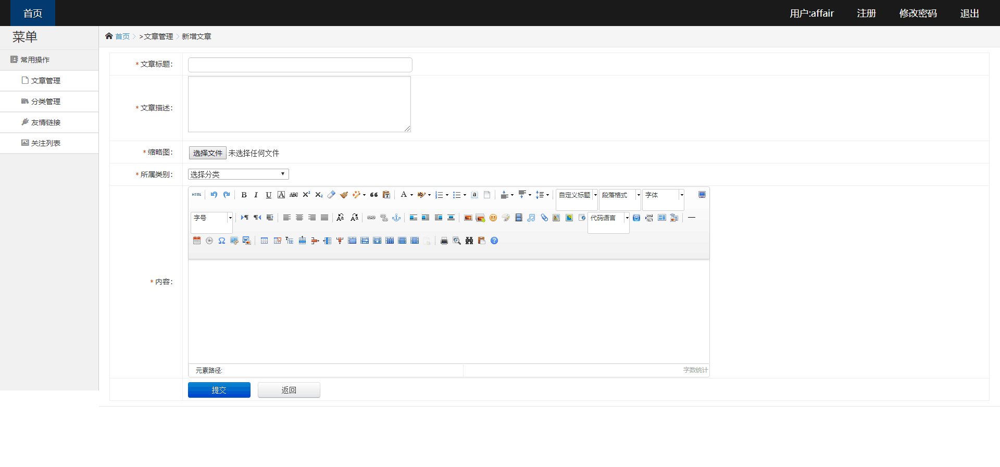 首页 用户:affair 注册 修改密码 退出
菜单
首页 >文章管理 新增文章
常用操作
文章管理
分类管理
友情链接
关注列表
*文章标题：
*文章描述：
*缩略图： 选择文件 未选择任何文件
*所属类别： 选择分类
HTML B I U A ABC X² X₂ A ab a 自定义标题 段落格式 字体
字号 Aa Aa 代码语言
Ω W T ?
*内容：
元素路径: 字数统计
提交 返回